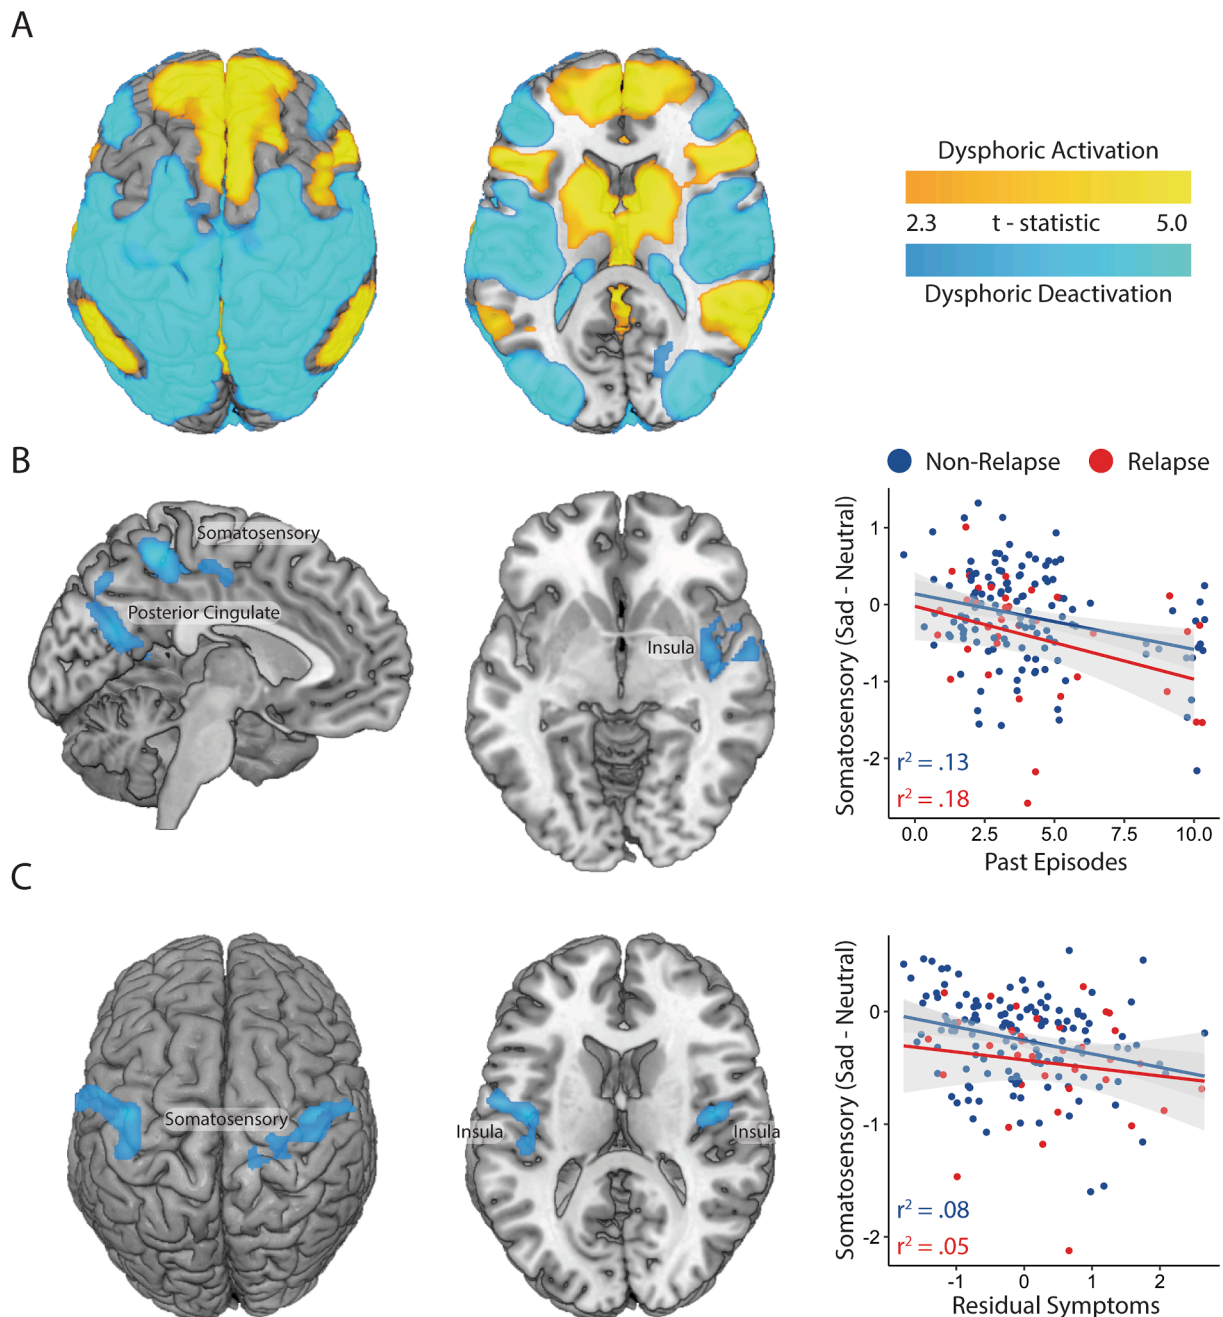 A
Dysphoric Activation
2.3 t - statistic 5.0
Dysphoric Deactivation
B
Somatosensory
Posterior Cingulate
Insula
Non-Relapse Relapse
Somatosensory (Sad - Neutral)
1
0
-1
-2
r² = .13
r² = .18
0.0 2.5 5.0 7.5 10.0
Past Episodes
C
Somatosensory
Insula
Insula
Somatosensory (Sad - Neutral)
0
-1
-2
r² = .08
r² = .05
-1 0 1 2
Residual Symptoms